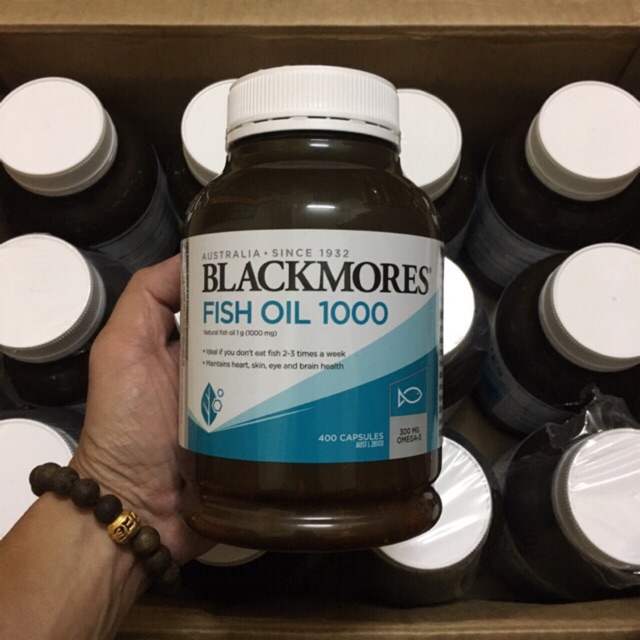 AUSTRALIA • SINCE 1932
BLACKMORES®
FISH OIL 1000
Natural fish oil 1 g (1000 mg)
• Ideal if you don't eat fish 2-3 times a week
• Maintains heart, skin, eye and brain health
400 CAPSULES
300 MG
OMEGA-3